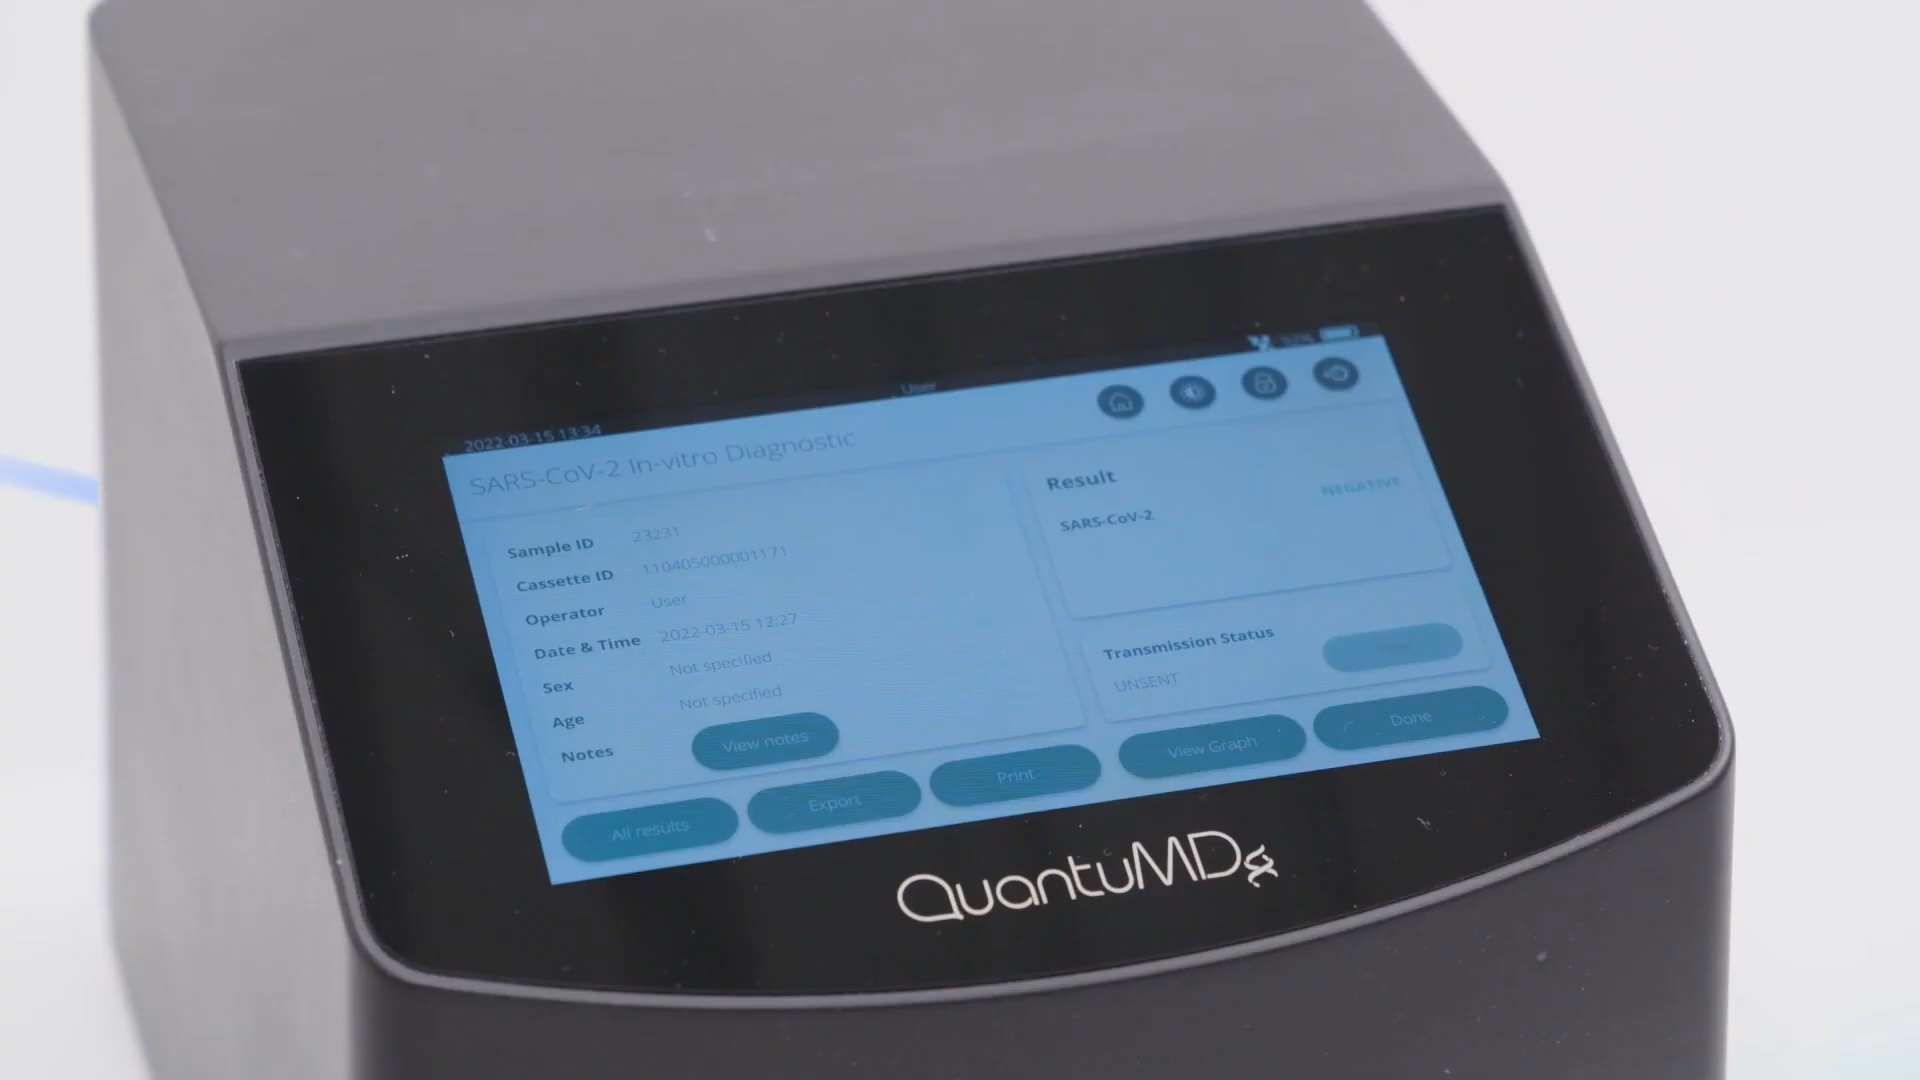 User
2022-03-15 13:34
SARS-CoV-2 In-vitro Diagnostic
Sample ID 23231
Cassette ID 110405000001171
Operator User
Date & Time 2022-03-15 12:27
Sex Not specified
Age Not specified
Notes View notes
Result
SARS-CoV-2 NEGATIVE
Transmission Status
UNSENT
All results Export Print View Graph Done
QuantuMDx